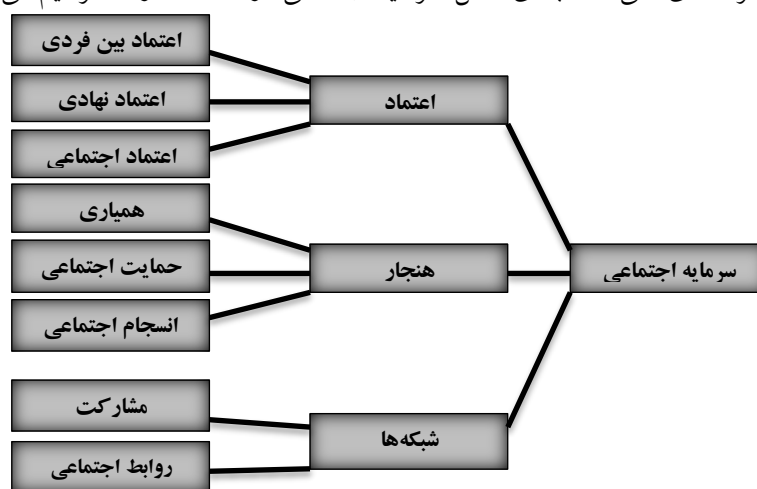 سرمایه اجتماعی
اعتماد
اعتماد بین فردی
اعتماد نهادی
اعتماد اجتماعی
هنجار
همیاری
حمایت اجتماعی
انسجام اجتماعی
شبکه‌ها
مشارکت
روابط اجتماعی